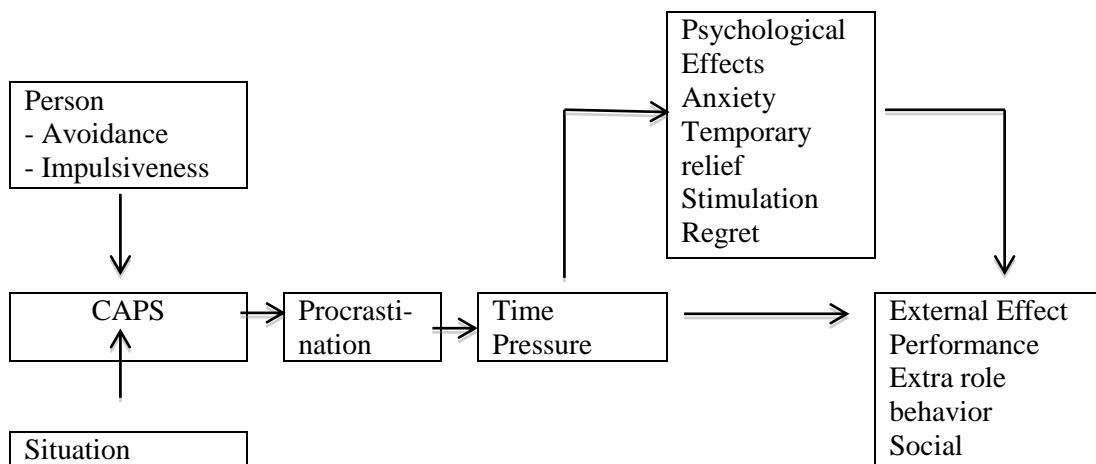 Psychological
Effects
Anxiety
Temporary
relief
Stimulation
Regret
Person
- Avoidance
- Impulsiveness
CAPS
Procrasti-
nation
Time
Pressure
External Effect
Performance
Extra role
behavior
Social
Situation